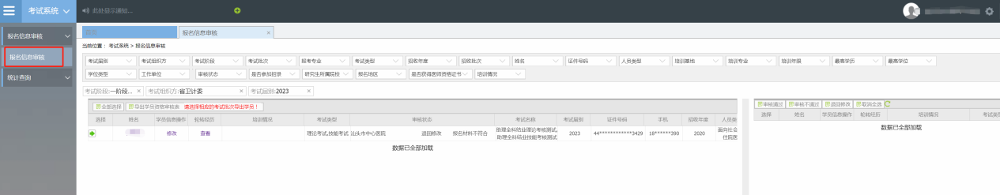 考试系统 此处显示通知...
报名信息审核 报名信息审核 ×
当前位置： 考试系统 > 报名信息审核
报名信息审核
统计查询
考试届别 考试组织方 考试阶段 考试批次 报考专业 考试类型 招收年度 招收批次 姓名 证件号码 人员类型 培训基地 培训专业 培训年限 最高学历 最高学位
学位类型 工作单位 审核状态 是否参加招录 研究生所属院校 报名地区 是否获得医师资格证书 培训情况
考试阶段:一阶段... × 考试组织方:省卫计委 × 考试届别:2023 ×
全部选择 导出学员资格审核表 请选择相应的考试批次导出学员！ 审核通过 审核不通过 退回修改 取消全选
选择 姓名 学员信息操作 轮转经历 培训情况 考试类型 审核状态 考试名称 考试届别 证件号码 手机 招收年度 人员类 选择 姓名 学员信息操作 轮转经历 培训情况 考试类
修改 查看 理论考试,技能考试 汕头市中心医院 退回修改 报名材料不符合 助理全科结业理论考核测试, 2023 44***********3429 18******390 2020 面向社会 数据已全部加载
助理全科结业技能考核测试 住院医
数据已全部加载